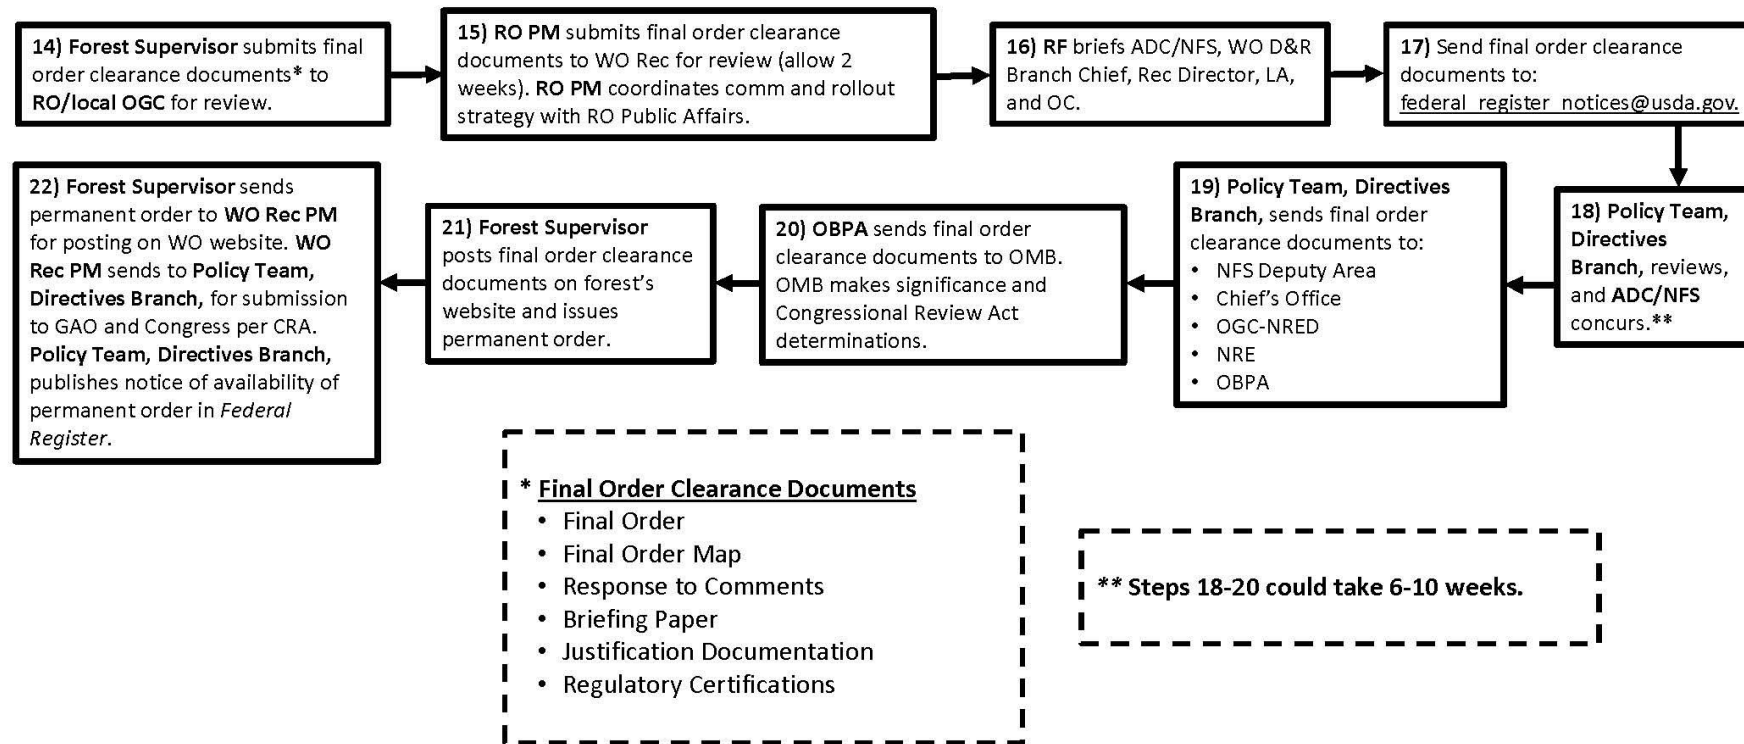 14) Forest Supervisor submits final
order clearance documents* to
RO/local OGC for review.
15) RO PM submits final order clearance
documents to WO Rec for review (allow 2
weeks). RO PM coordinates comm and rollout
strategy with RO Public Affairs.
16) RF briefs ADC/NFS, WO D&R
Branch Chief, Rec Director, LA,
and OC.
17) Send final order clearance
documents to:
federal_register_notices@usda.gov.
18) Policy Team,
Directives
Branch, reviews,
and ADC/NFS
concurs.**
19) Policy Team, Directives
Branch, sends final order
clearance documents to:
• NFS Deputy Area
• Chief's Office
• OGC-NRED
• NRE
• OBPA
20) OBPA sends final order
clearance documents to OMB.
OMB makes significance and
Congressional Review Act
determinations.
21) Forest Supervisor
posts final order clearance
documents on forest's
website and issues
permanent order.
22) Forest Supervisor sends
permanent order to WO Rec PM
for posting on WO website. WO
Rec PM sends to Policy Team,
Directives Branch, for submission
to GAO and Congress per CRA.
Policy Team, Directives Branch,
publishes notice of availability of
permanent order in Federal
Register.
* Final Order Clearance Documents
• Final Order
• Final Order Map
• Response to Comments
• Briefing Paper
• Justification Documentation
• Regulatory Certifications
** Steps 18-20 could take 6-10 weeks.